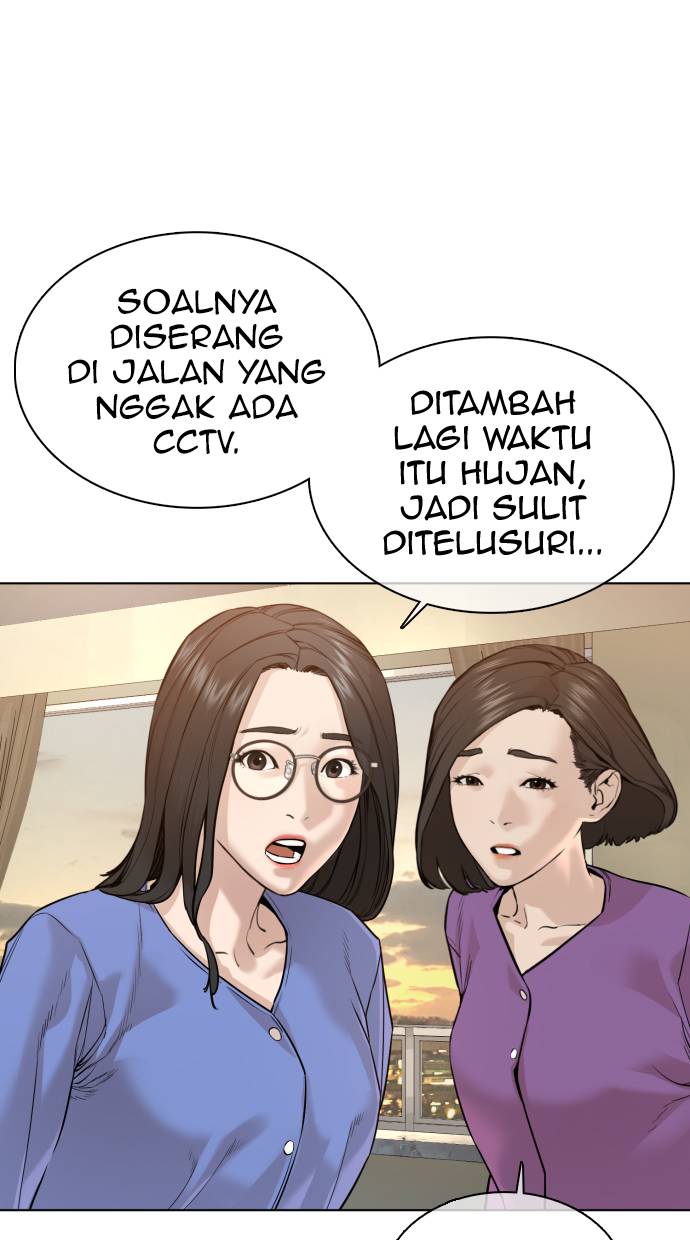 SOALNYA
DISERANG
DI JALAN YANG
NGGAK ADA
CCTV.
DITAMBAH
LAGI WAKTU
ITU HUJAN,
JADI SULIT
DITELUSURI...